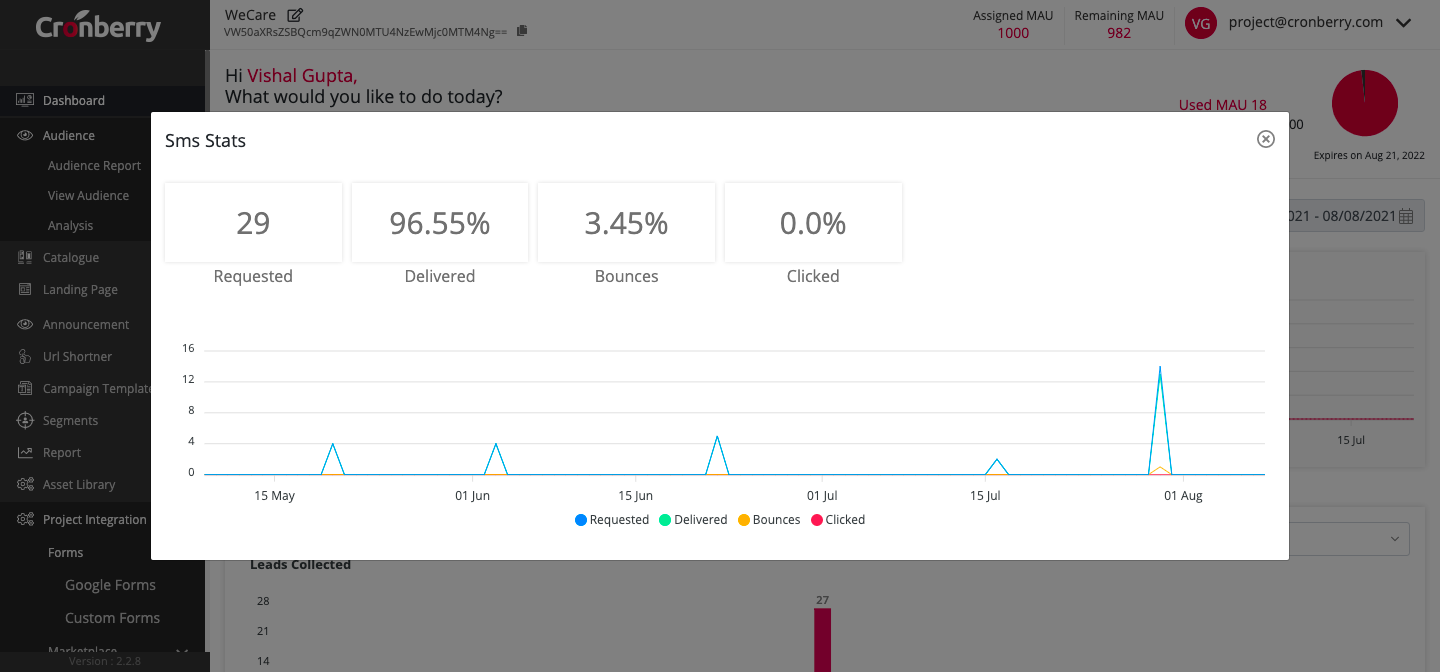 Cronberry
WeCare
VW50aXRsZSBQcm9qZWN0MTU4NzEwMjc0MTM4Ng==
Assigned MAU
1000
Remaining MAU
982
VG
project@cronberry.com
Hi Vishal Gupta,
What would you like to do today?
Used MAU 18
00
Expires on Aug 21, 2022
021 - 08/08/2021
Dashboard
Audience
Audience Report
View Audience
Analysis
Catalogue
Landing Page
Announcement
Url Shortner
Campaign Template
Segments
Report
Asset Library
Project Integration
Forms
Google Forms
Custom Forms
Marketplace
Version : 2.2.8
Sms Stats
29
96.55%
3.45%
0.0%
Requested
Delivered
Bounces
Clicked
16
12
8
4
0
15 May
01 Jun
15 Jun
01 Jul
15 Jul
01 Aug
Requested Delivered Bounces Clicked
15 Jul
Leads Collected
28
21
14
27